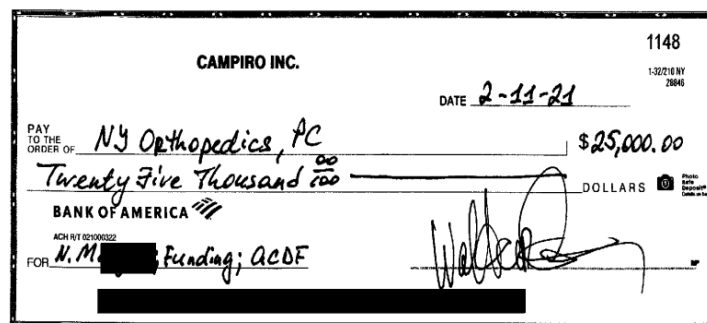 1148
CAMPIRO INC.
1-32/210 NY
28846
DATE 2-11-21
PAY
TO THE
ORDER OF NY Orthopedics, PC $25,000.00
Twenty Five Thousand 00/100 DOLLARS
Photo
Safe
Deposit®
BANK OF AMERICA
ACH R/T 021000322
FOR N. M Funding; ACDF
MP